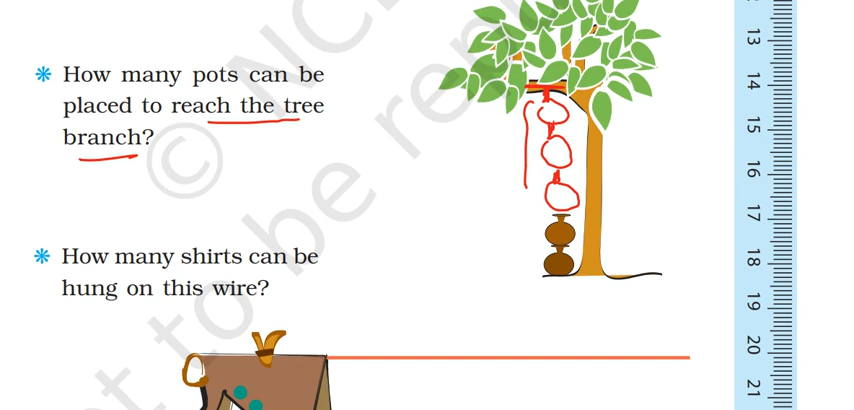 How many pots can be
placed to reach the tree
branch?
How many shirts can be
hung on this wire?
13
14
15
16
17
18
19
20
21